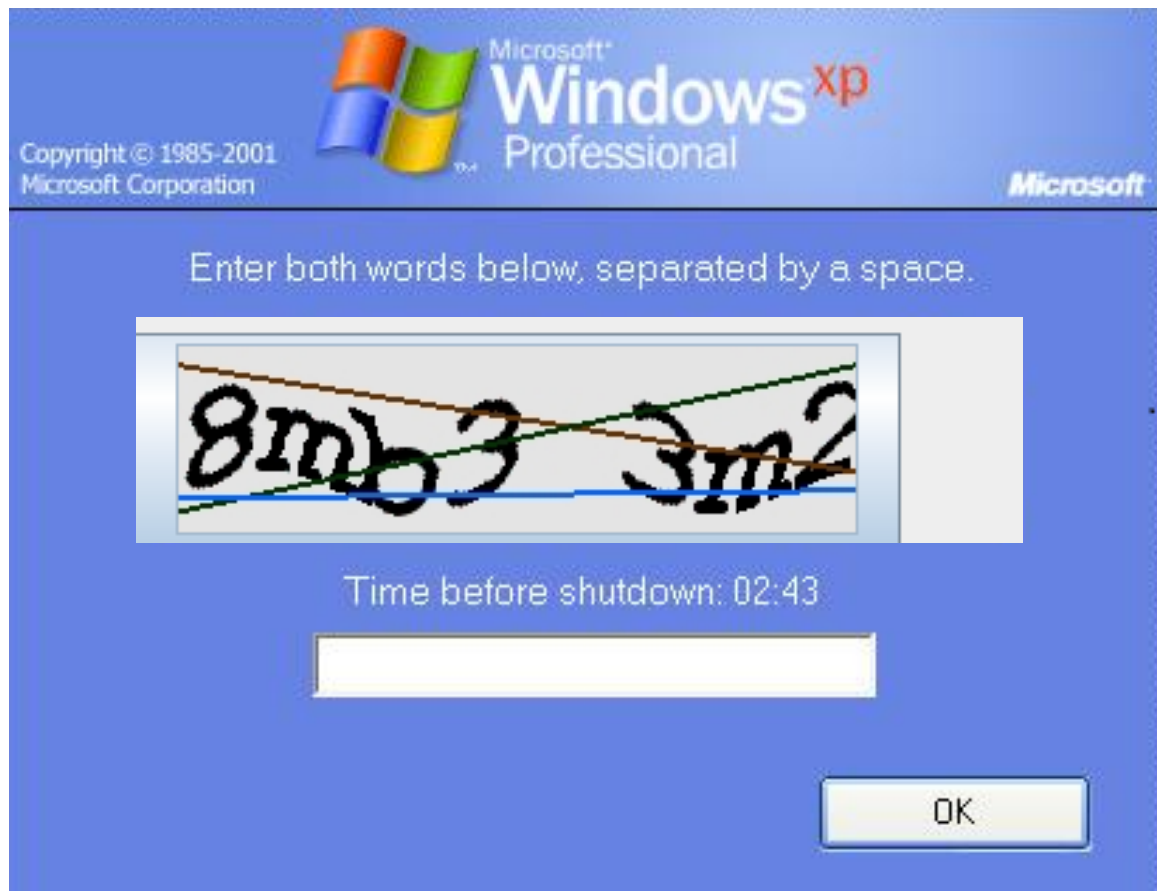 Microsoft
Windows xp
Professional
Copyright © 1985-2001
Microsoft Corporation
Microsoft
Enter both words below, separated by a space.
8mb3 3m2
Time before shutdown: 02:43
OK